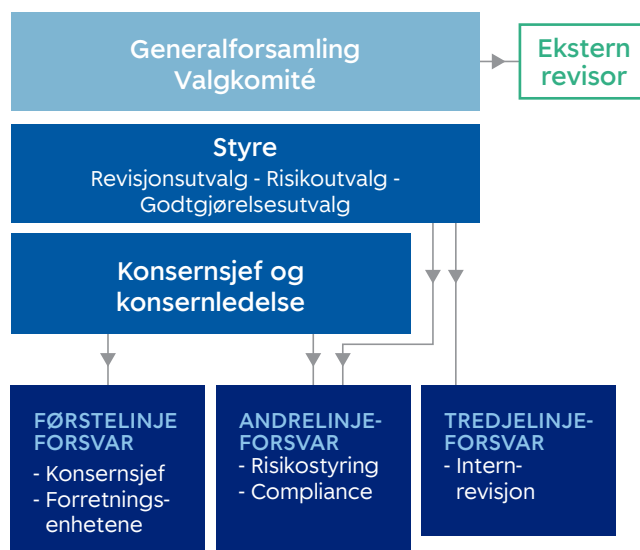 Generalforsamling
Valgkomité
Ekstern
revisor
Styre
Revisjonsutvalg - Risikoutvalg -
Godtgjørelsesutvalg
Konsernsjef og
konsernledelse
FØRSTELINJE
FORSVAR
- Konsernsjef
- Forretnings-
enhetene
ANDRELINJE-
FORSVAR
- Risikostyring
- Compliance
TREDJELINJE-
FORSVAR
- Intern-
revisjon